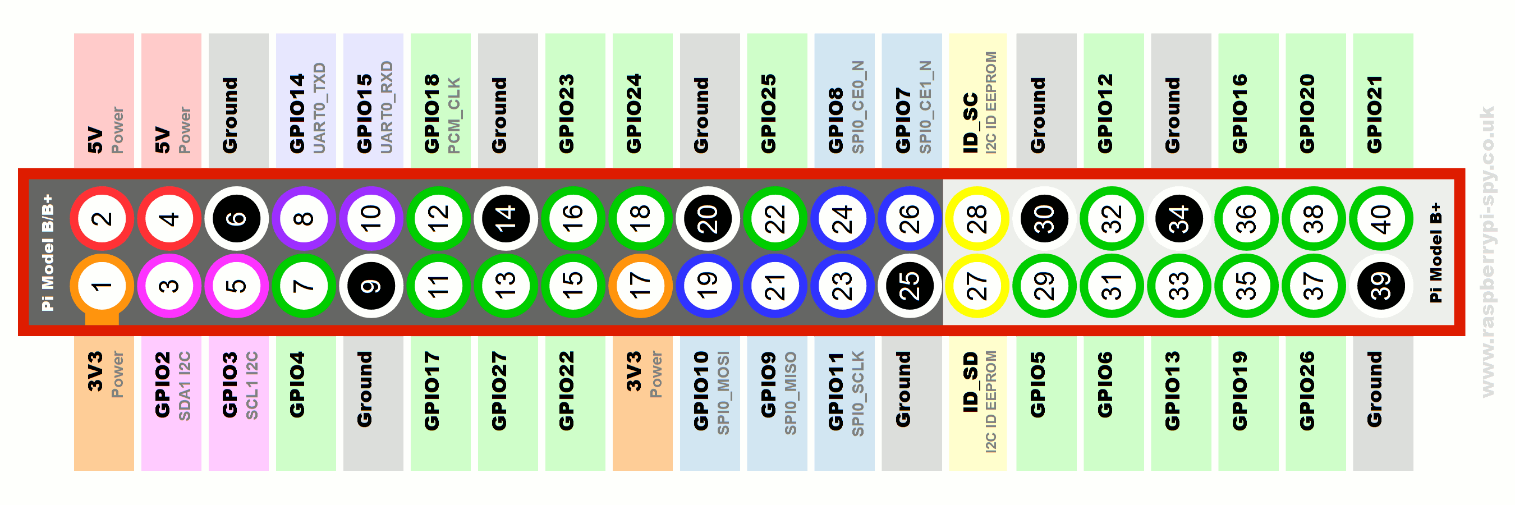 5V
Power
5V
Power
Ground
GPIO14
UART0_TXD
GPIO15
UART0_RXD
GPIO18
PCM_CLK
Ground
GPIO23
GPIO24
Ground
GPIO25
GPIO8
SPI0_CE0_N
GPIO7
SPI0_CE1_N
ID_SC
I2C ID EEPROM
Ground
GPIO12
Ground
GPIO16
GPIO20
GPIO21
Pi Model B/B+
2 4 6 8 10 12 14 16 18 20 22 24 26 28 30 32 34 36 38 40
1 3 5 7 9 11 13 15 17 19 21 23 25 27 29 31 33 35 37 39
Pi Model B+
3V3
Power
GPIO2
SDA1 I2C
GPIO3
SCL1 I2C
GPIO4
Ground
GPIO17
GPIO27
GPIO22
3V3
Power
GPIO10
SPI0_MOSI
GPIO9
SPI0_MISO
GPIO11
SPI0_SCLK
Ground
ID_SD
I2C ID EEPROM
GPIO5
GPIO6
GPIO13
GPIO19
GPIO26
Ground
www.raspberrypi-spy.co.uk